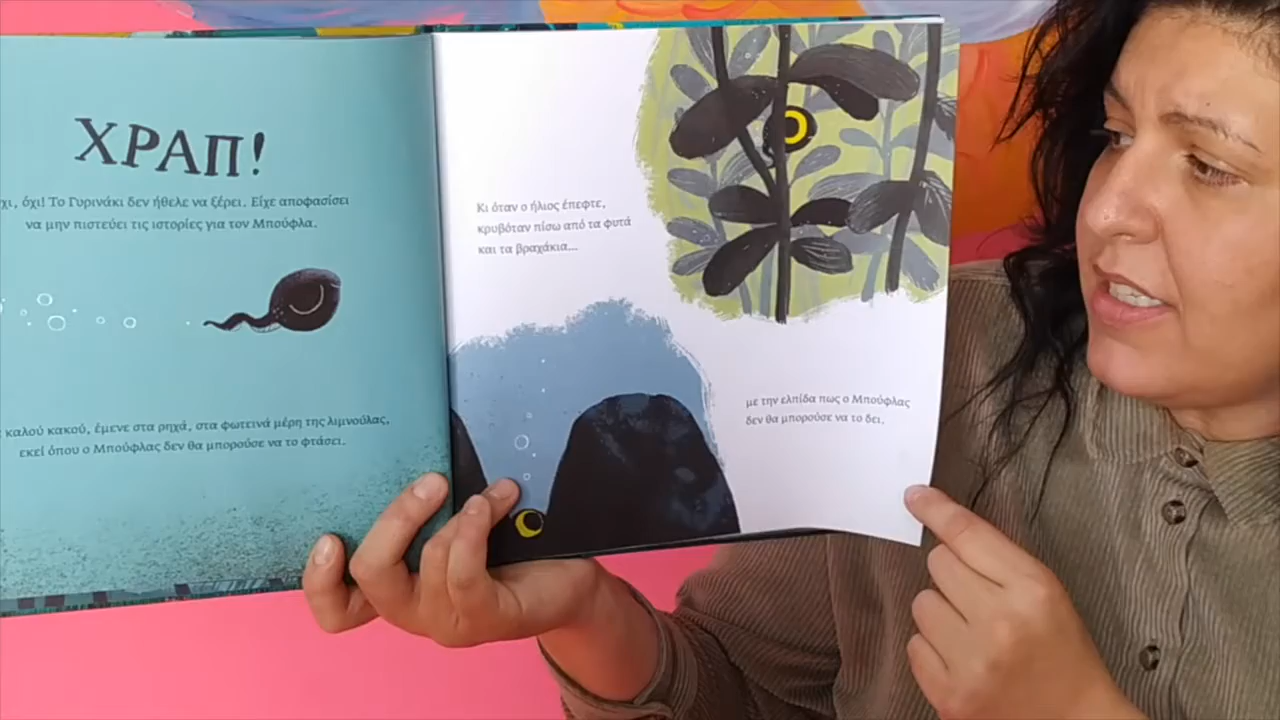 ΧΡΑΠ!
όχι! Το Γυρινάκι δεν ήθελε να ξέρει. Είχε αποφασίσει
να μην πιστεύει τις ιστορίες για τον Μπούφλα.
καλού κακού, έμενε στα ρηχά, στα φωτεινά μέρη της λιμνούλας,
εκεί όπου ο Μπούφλας δεν θα μπορούσε να το φτάσει.
Κι όταν ο ήλιος έπεφτε,
κρυβόταν πίσω από τα φυτά
και τα βραχάκια...
με την ελπίδα πως ο Μπούφλας
δεν θα μπορούσε να το δει.